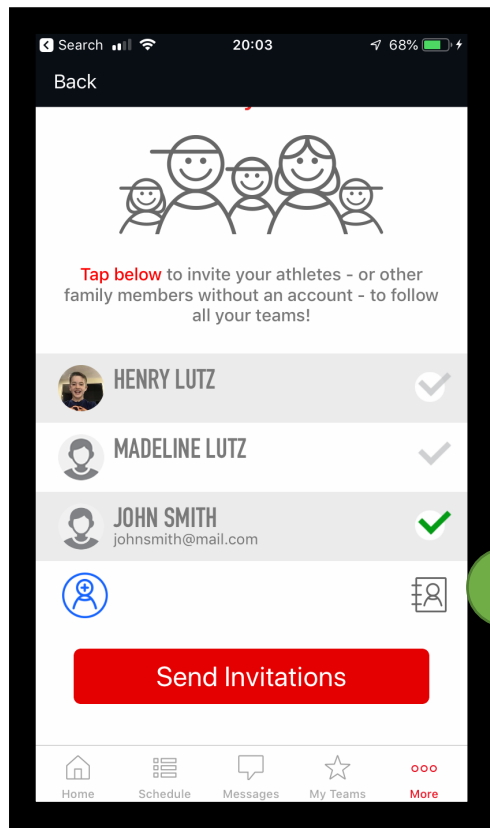 Search
20:03
68%
Back
Tap below to invite your athletes - or other
family members without an account - to follow
all your teams!
HENRY LUTZ
MADELINE LUTZ
JOHN SMITH
johnsmith@mail.com
Send Invitations
Home
Schedule
Messages
My Teams
More